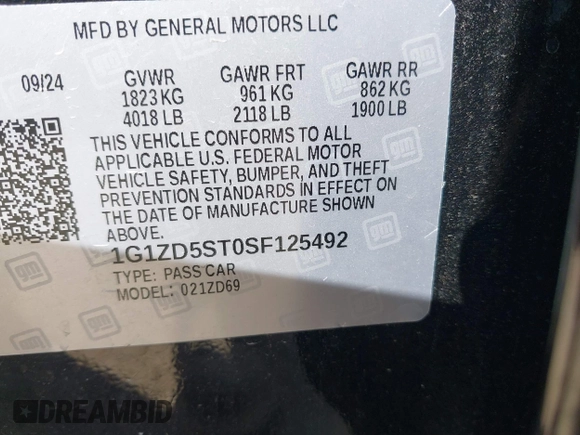 MFD BY GENERAL MOTORS LLC
09/24 GVWR GAWR FRT GAWR RR
1823 KG 961 KG 862 KG
4018 LB 2118 LB 1900 LB
THIS VEHICLE CONFORMS TO ALL
APPLICABLE U.S. FEDERAL MOTOR
VEHICLE SAFETY, BUMPER, AND THEFT
PREVENTION STANDARDS IN EFFECT ON
THE DATE OF MANUFACTURE SHOWN
ABOVE.
1G1ZD5ST0SF125492
TYPE: PASS CAR
MODEL: 021ZD69
gm
DREAMBID